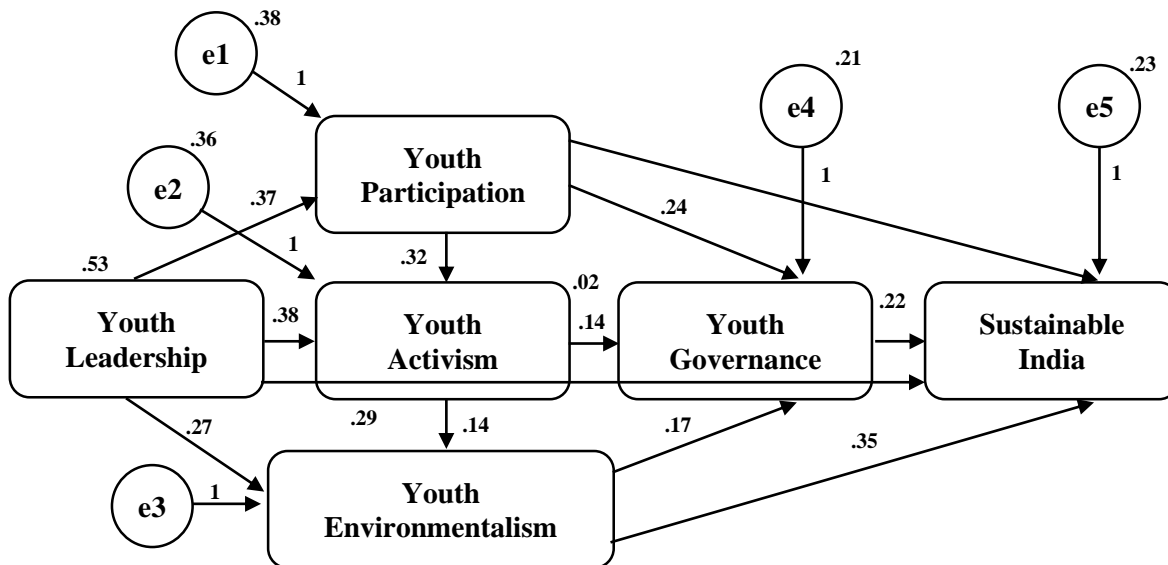 .38
e1
1
.21
e4
.23
e5
.36
e2
Youth
Participation
1
1
.37
.24
1
.32
.53
.02
Youth
Leadership
.38
Youth
Activism
.14
Youth
Governance
.22
Sustainable
India
.27
.29
.14
.17
.35
e3
1
Youth
Environmentalism